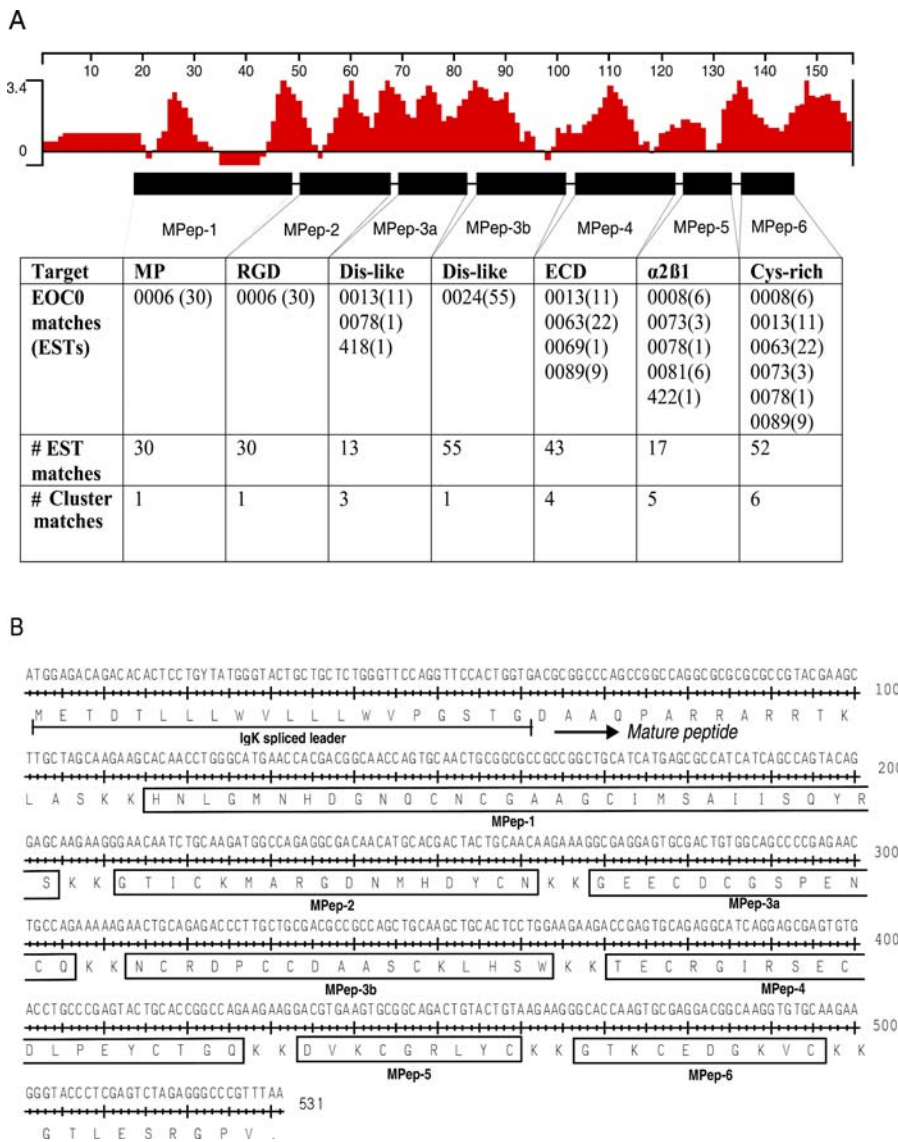 A
10 20 30 40 50 60 70 80 90 100 110 120 130 140 150
3.4
0
MPep-1 MPep-2 MPep-3a MPep-3b MPep-4 MPep-5 MPep-6
Target MP RGD Dis-like Dis-like ECD α2ß1 Cys-rich
EOC0 0006 (30) 0006 (30) 0013(11) 0024(55) 0013(11) 0008(6) 0008(6)
matches 0078(1) 0063(22) 0073(3) 0013(11)
(ESTs) 418(1) 0069(1) 0078(1) 0063(22)
0089(9) 0081(6) 0073(3)
422(1) 0078(1)
0089(9)
# EST 30 30 13 55 43 17 52
matches
# Cluster 1 1 3 1 4 5 6
matches
B
ATGGAGACAGACACACTCCTGYTATGGGTACTGCTGCTCTGGGTTCCAGGTTCCACTGGTGACGCGGCCCAGCCGGCCAGGCGCGCGCGCCGTACGAAGC
100
M E T D T L L L W V L L L W V P G S T G D A A Q P A R R A R R T K
IgK spliced leader Mature peptide
TTGCTAGCAAGAAGCACAACCTGGGCATGAACCACGACGGCAACCAGTGCAACTGCGGCGCCGCCGGCTGCATCATGAGCGCCATCATCAGCCAGTACAG
200
L A S K K H N L G M N H D G N Q C N C G A A G C I M S A I I S Q Y R
MPep-1
GAGCAAGAAGGGAACAATCTGCAAGATGGCCAGAGGCGACAACATGCACGACTACTGCAACAAGAAAGGCGAGGAGTGCGACTGTGGCAGCCCCGAGAAC
300
S K K G T I C K M A R G D N M H D Y C N K K G E E C D C G S P E N
MPep-2 MPep-3a
TGCCAGAAAAAGAACTGCAGAGACCCTTGCTGCGACGCCGCCAGCTGCAAGCTGCACTCCTGGAAGAAGACCGAGTGCAGAGGCATCAGGAGCGAGTGTG
400
C Q K K N C R D P C C D A A S C K L H S W K K T E C R G I R S E C
MPep-3b MPep-4
ACCTGCCCGAGTACTGCACCGGCCAGAAGAAGGACGTGAAGTGCGGCAGACTGTACTGTAAGAAGGGCACCAAGTGCGAGGACGGCAAGGTGTGCAAGAA
500
D L P E Y C T G Q K K D V K C G R L Y C K K G T K C E D G K V C K K
MPep-5 MPep-6
GGGTACCCTCGAGTCTAGAGGGCCCGTTTAA 531
G T L E S R G P V .